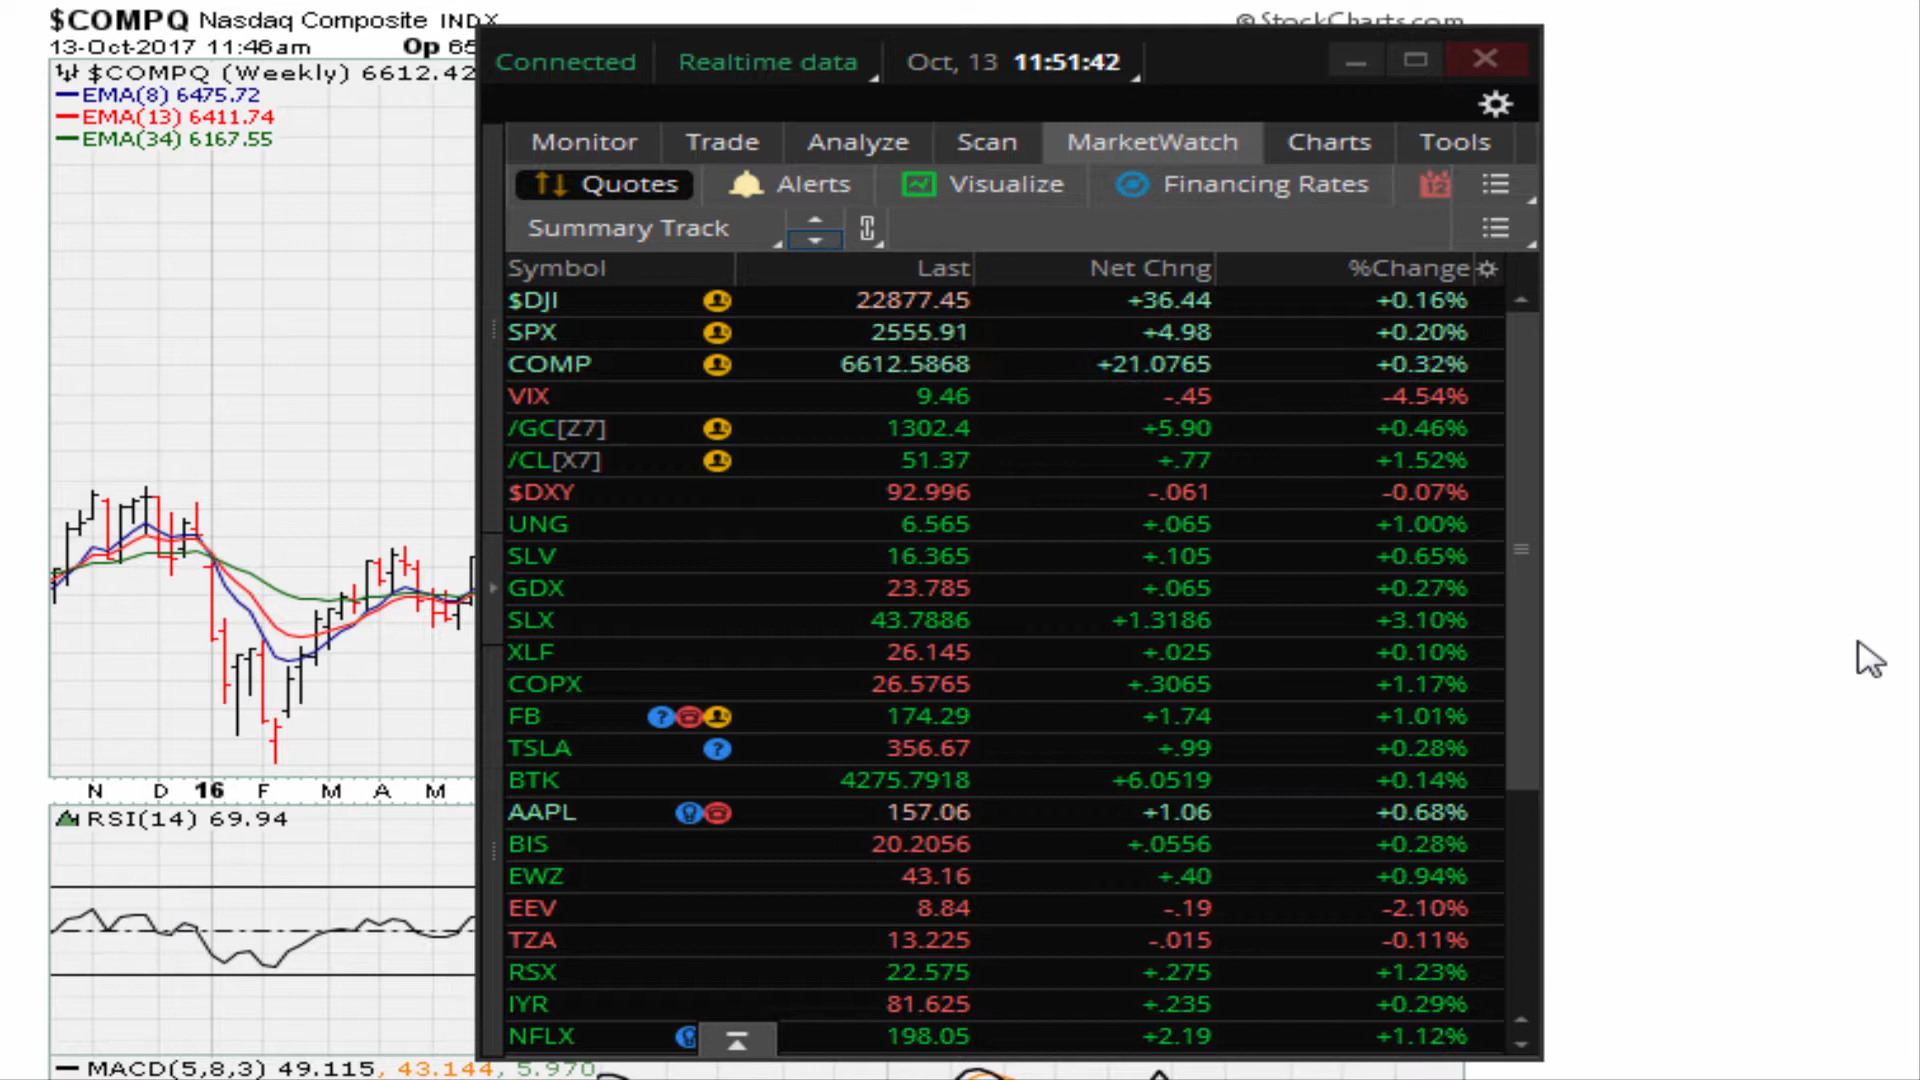 $COMPQ Nasdaq Composite INDX
© StockCharts.com
13-Oct-2017 11:46am Op 65
$COMPQ (Weekly) 6612.42
EMA(8) 6475.72
EMA(13) 6411.74
EMA(34) 6167.55
N D 16 F M A M
RSI(14) 69.94
MACD(5,8,3) 49.115, 43.144, 5.970
Connected Realtime data Oct, 13 11:51:42
Monitor Trade Analyze Scan MarketWatch Charts Tools
Quotes Alerts Visualize Financing Rates 12
Summary Track
Symbol Last Net Chng %Change
$DJI 22877.45 +36.44 +0.16%
SPX 2555.91 +4.98 +0.20%
COMP 6612.5868 +21.0765 +0.32%
VIX 9.46 -.45 -4.54%
/GC[Z7] 1302.4 +5.90 +0.46%
/CL[X7] 51.37 +.77 +1.52%
$DXY 92.996 -.061 -0.07%
UNG 6.565 +.065 +1.00%
SLV 16.365 +.105 +0.65%
GDX 23.785 +.065 +0.27%
SLX 43.7886 +1.3186 +3.10%
XLF 26.145 +.025 +0.10%
COPX 26.5765 +.3065 +1.17%
FB 174.29 +1.74 +1.01%
TSLA 356.67 +.99 +0.28%
BTK 4275.7918 +6.0519 +0.14%
AAPL 157.06 +1.06 +0.68%
BIS 20.2056 +.0556 +0.28%
EWZ 43.16 +.40 +0.94%
EEV 8.84 -.19 -2.10%
TZA 13.225 -.015 -0.11%
RSX 22.575 +.275 +1.23%
IYR 81.625 +.235 +0.29%
NFLX 198.05 +2.19 +1.12%